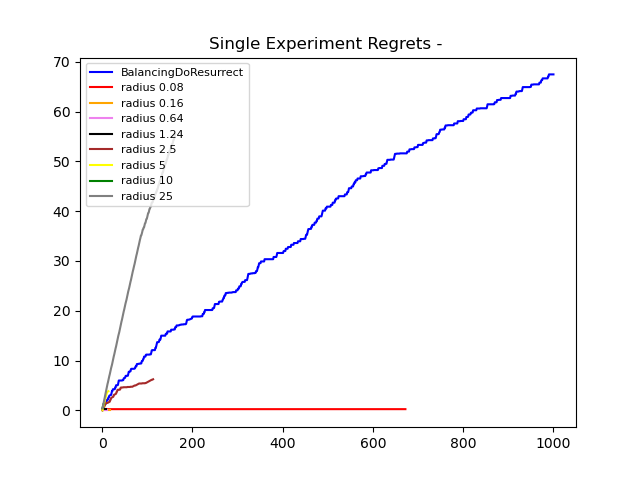 Single Experiment Regrets -
70
60
50
40
30
20
10
0
BalancingDoResurrect
radius 0.08
radius 0.16
radius 0.64
radius 1.24
radius 2.5
radius 5
radius 10
radius 25
0 200 400 600 800 1000